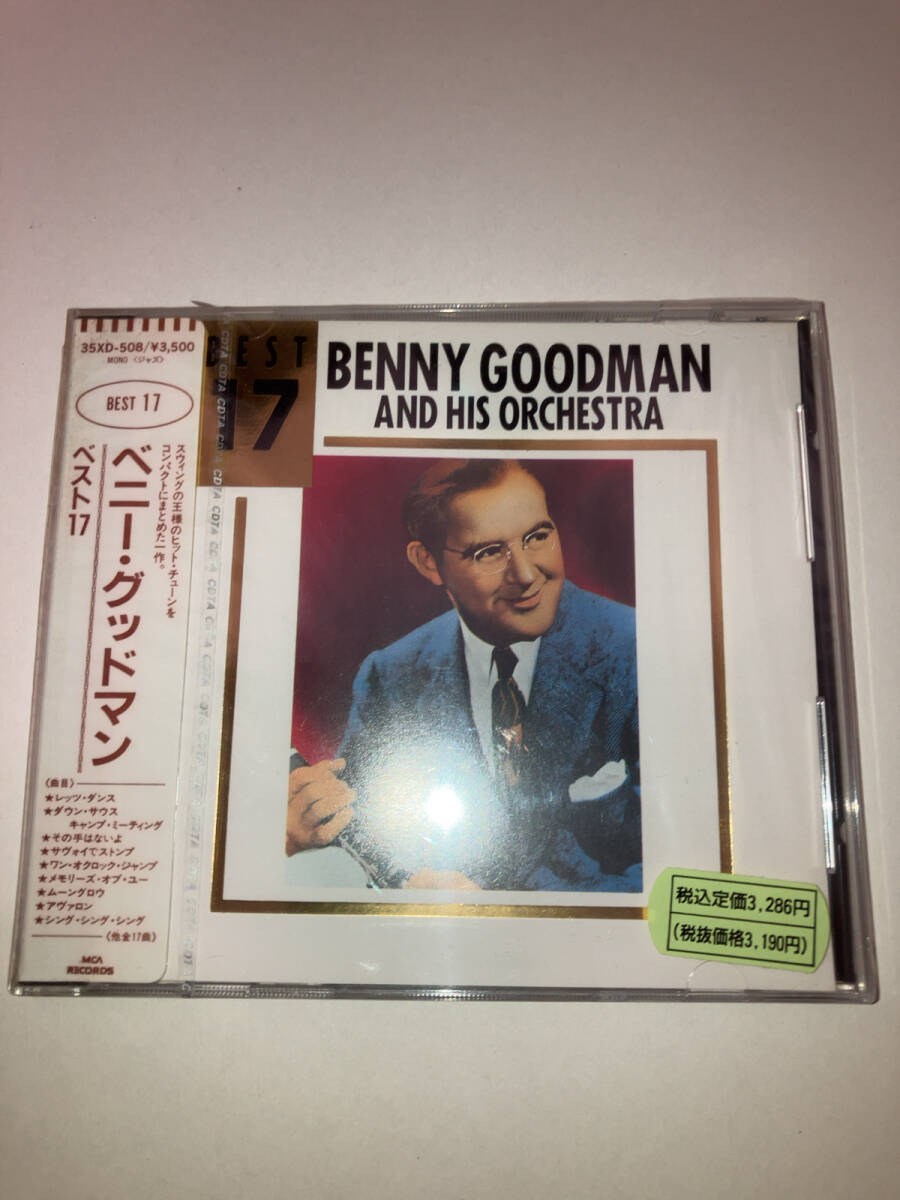 35XD-508/¥3,500
MONO〈ジャズ〉
BEST 17
スウィングの王様のヒット・チューンを
コンパクトにまとめた一作。
ベニー・グッドマン
ベスト17
〈曲目〉
★レッツ・ダンス
★ダウン・サウス
キャンプ・ミーティング
★その手はないよ
★サヴォイでストンプ
★ワン・オクロック・ジャンプ
★メモリーズ・オブ・ユー
★ムーングロウ
★アヴァロン
★シング・シング・シング
〈他全17曲〉
MCA
RECORDS
CDTA CDTA CDTA CDTA CDTA CDTA CDTA CDTA
BEST
17
BENNY GOODMAN
AND HIS ORCHESTRA
税込定価3,286円
(税抜価格3,190円)